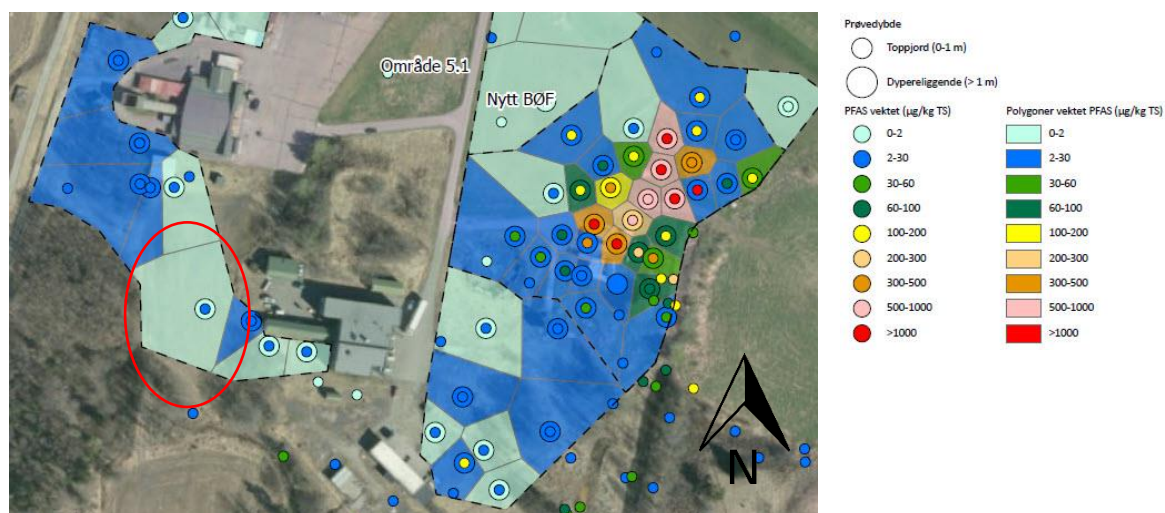 Område 5.1
Nytt BØF
N
Prøvedybde
Toppjord (0-1 m)
Dypereliggende (> 1 m)
PFAS vektet (µg/kg TS)
0-2
2-30
30-60
60-100
100-200
200-300
300-500
500-1000
>1000
Polygoner vektet PFAS (µg/kg TS)
0-2
2-30
30-60
60-100
100-200
200-300
300-500
500-1000
>1000